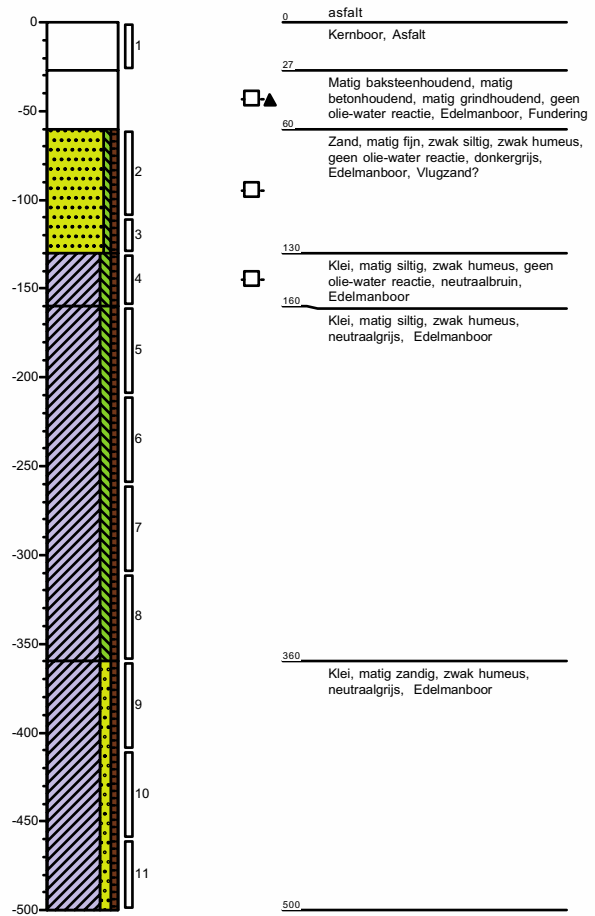 asfalt
0
Kernboor, Asfalt
27
Matig baksteenhoudend, matig
betonhoudend, matig grindhoudend, geen
olie-water reactie, Edelmanboor, Fundering
60
Zand, matig fijn, zwak siltig, zwak humeus,
geen olie-water reactie, donkergrijs,
Edelmanboor, Vlugzand?
130
Klei, matig siltig, zwak humeus, geen
olie-water reactie, neutraalbruin,
Edelmanboor
160
Klei, matig siltig, zwak humeus,
neutraalgrijs, Edelmanboor
360
Klei, matig zandig, zwak humeus,
neutraalgrijs, Edelmanboor
500
0
-50
-100
-150
-200
-250
-300
-350
-400
-450
-500
1
2
3
4
5
6
7
8
9
10
11